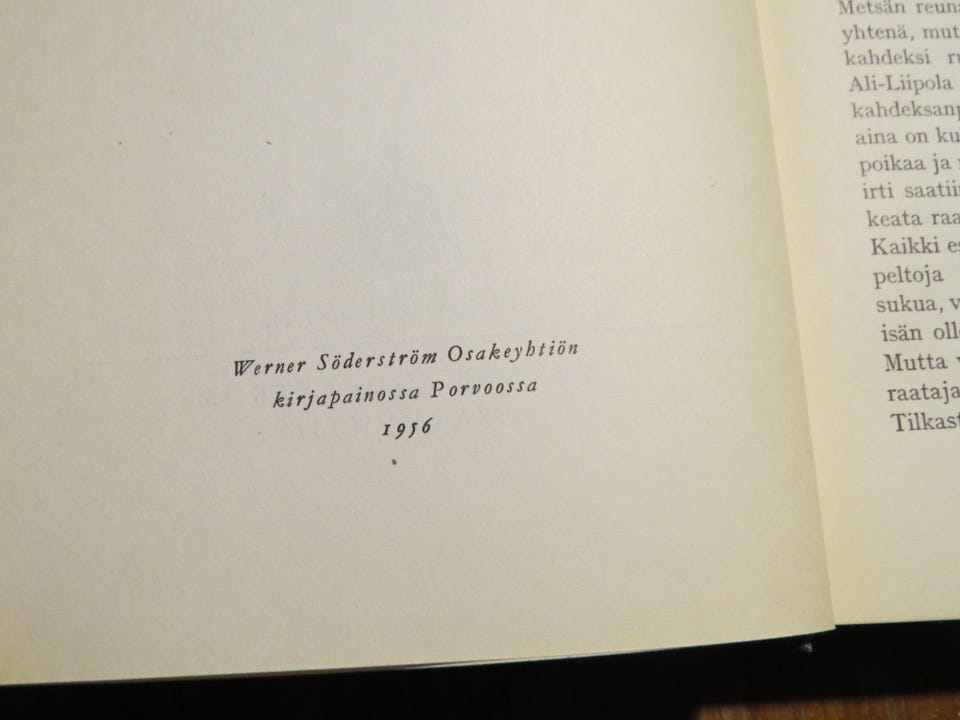 Werner Söderström Osakeyhtiön
kirjapainossa Porvoossa
1956
Metsän
yhtenä,
kahdeksi
Ali-Liipola
aina on
poikaa ja
irti
keata
Kaikki
peltoja
sukua,
isän
Mutta